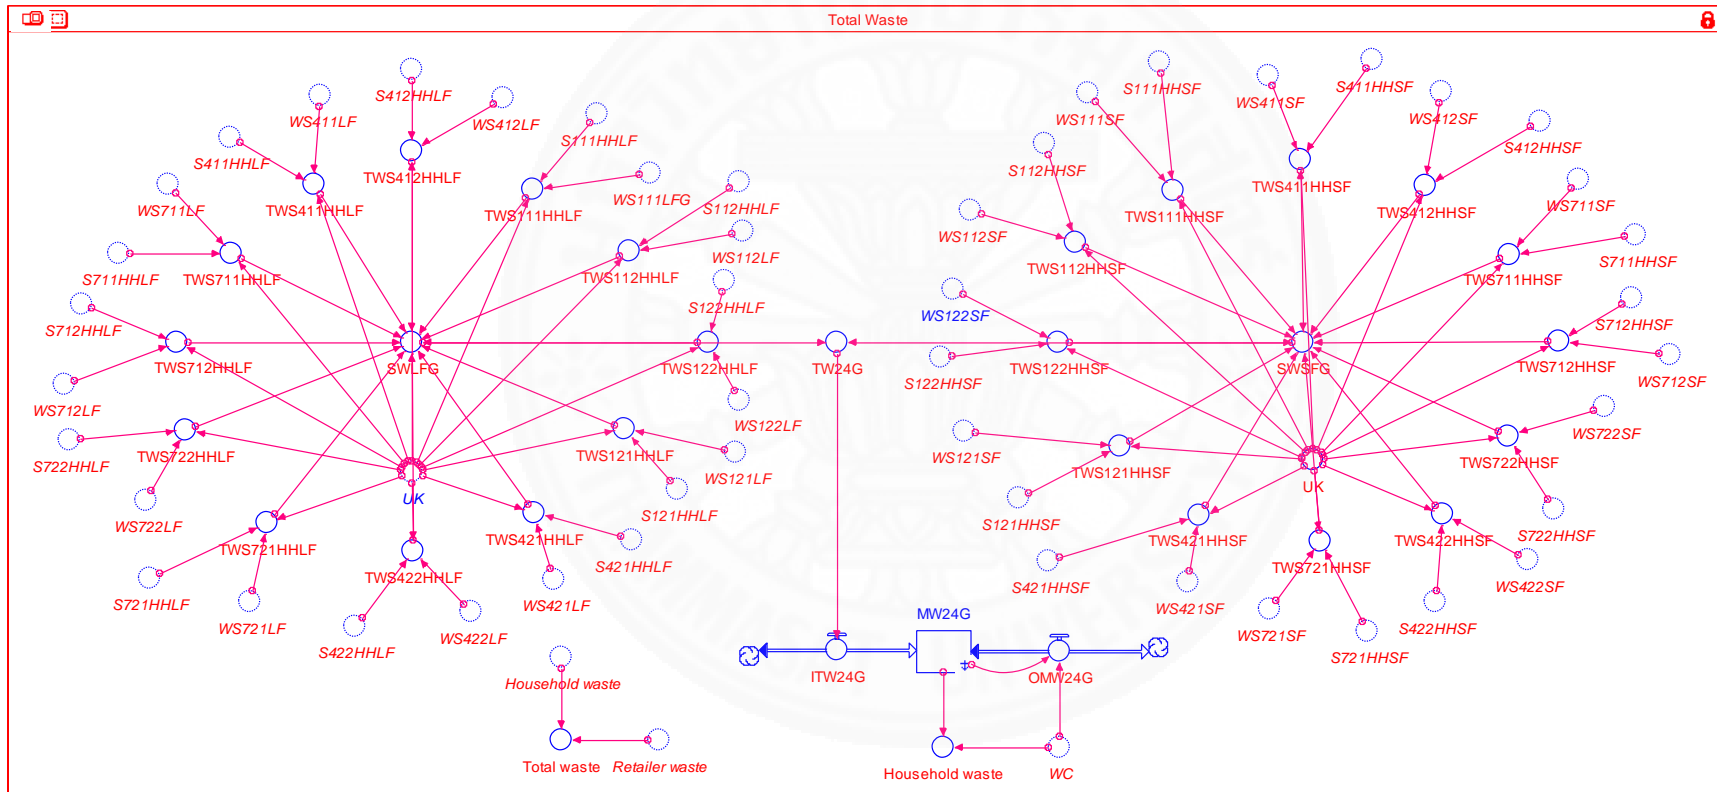 Total Waste
S412HHLF
WS411LF
WS412LF
S411HHLF
S111HHLF
TWS412HHLF
WS711LF
TWS411HHLF
TWS111HHLF
WS111LFG
S112HHLF
S711HHLF
TWS711HHLF
TWS112HHLF
WS112LF
S122HHLF
S712HHLF
TWS712HHLF
SWLFG
TWS122HHLF
TW24G
WS712LF
WS122LF
S722HHLF
TWS722HHLF
TWS121HHLF
WS121LF
UK
WS722LF
S121HHLF
TWS721HHLF
TWS421HHLF
S421HHLF
TWS422HHLF
S721HHLF
WS721LF
WS421LF
S422HHLF
WS422LF
S111HHSF
WS411SF
S411HHSF
WS111SF
WS412SF
S412HHSF
S112HHSF
TWS411HHSF
TWS111HHSF
TWS412HHSF
WS711SF
WS112SF
TWS112HHSF
TWS711HHSF
S711HHSF
WS122SF
S712HHSF
S122HHSF
TWS122HHSF
SWSFG
TWS712HHSF
WS712SF
WS722SF
WS121SF
TWS121HHSF
TWS722HHSF
UK
S121HHSF
S722HHSF
TWS421HHSF
TWS422HHSF
S421HHSF
TWS721HHSF
WS422SF
WS421SF
WS721SF
S422HHSF
S721HHSF
MW24G
ITW24G
OMW24G
Household waste
Total waste
Retailer waste
Household waste
WC